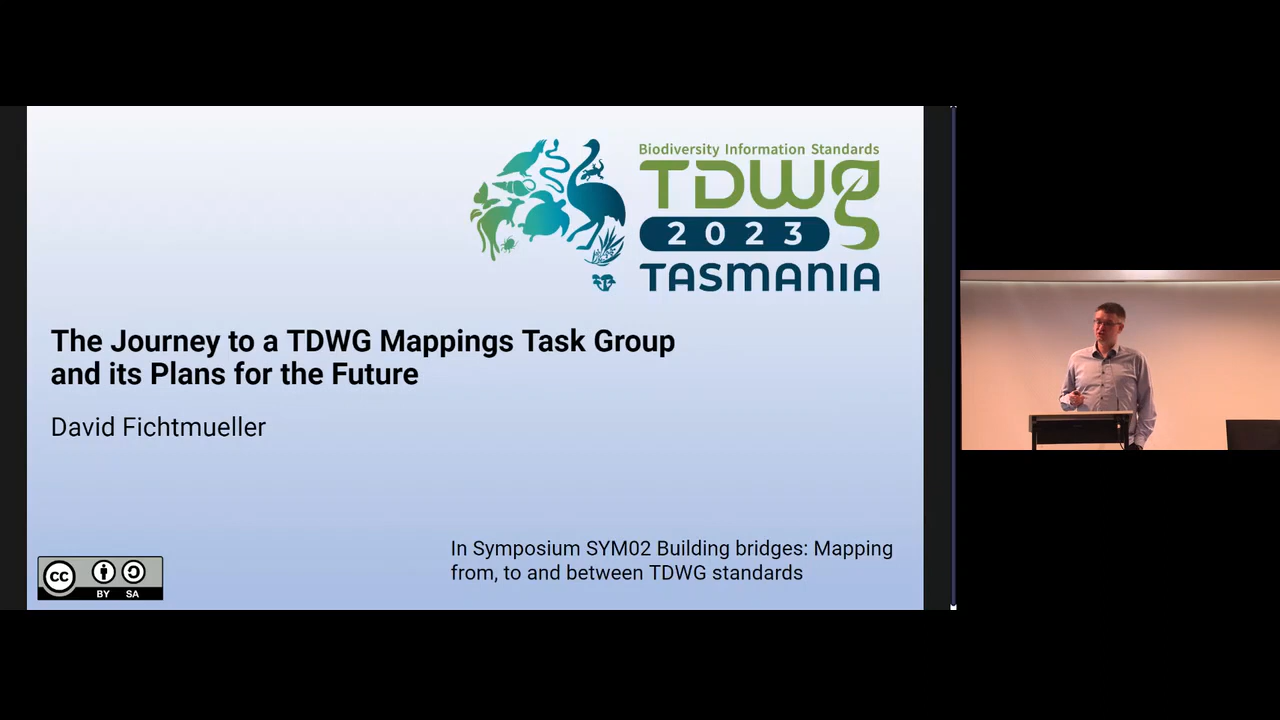 Biodiversity Information Standards
TDWG
2023
TASMANIA
The Journey to a TDWG Mappings Task Group
and its Plans for the Future
David Fichtmueller
In Symposium SYM02 Building bridges: Mapping
from, to and between TDWG standards
cc
BY SA